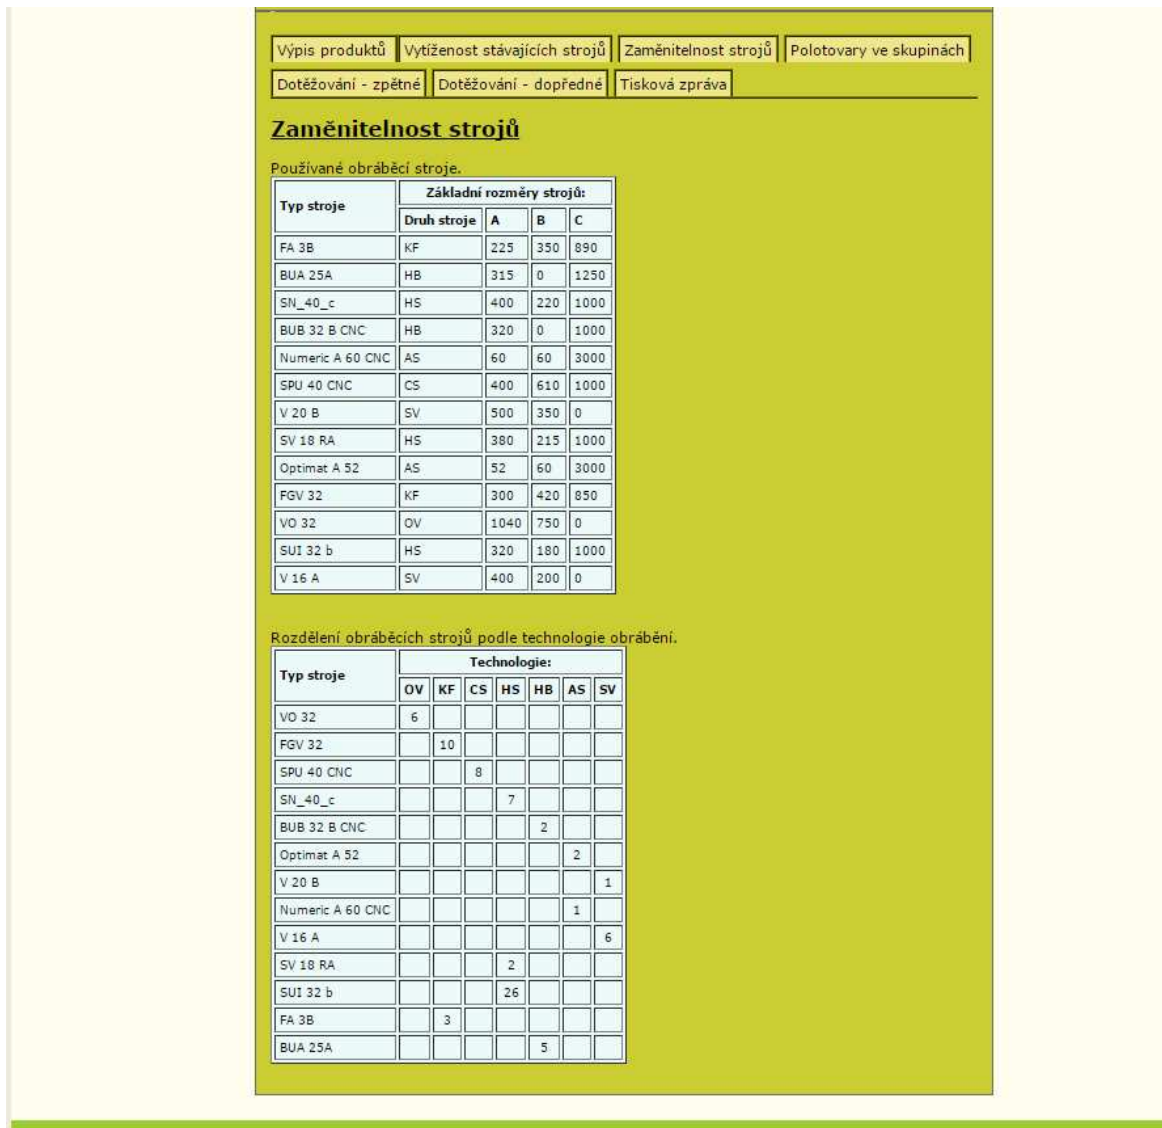 Výpis produktů Vytíženost stávajících strojů Zaměnitelnost strojů Polotovary ve skupinách
Dotěžování - zpětné Dotěžování - dopředné Tisková zpráva
Zaměnitelnost strojů
Používané obráběcí stroje.
Typ stroje Základní rozměry strojů:
Druh stroje A B C
FA 3B KF 225 350 890
BUA 25A HB 315 0 1250
SN_40_c HS 400 220 1000
BUB 32 B CNC HB 320 0 1000
Numeric A 60 CNC AS 60 60 3000
SPU 40 CNC CS 400 610 1000
V 20 B SV 500 350 0
SV 18 RA HS 380 215 1000
Optimat A 52 AS 52 60 3000
FGV 32 KF 300 420 850
VO 32 OV 1040 750 0
SUI 32 b HS 320 180 1000
V 16 A SV 400 200 0
Rozdělení obráběcích strojů podle technologie obrábění.
Typ stroje Technologie:
OV KF CS HS HB AS SV
VO 32 6
FGV 32 10
SPU 40 CNC 8
SN_40_c 7
BUB 32 B CNC 2
Optimat A 52 2
V 20 B 1
Numeric A 60 CNC 1
V 16 A 6
SV 18 RA 2
SUI 32 b 26
FA 3B 3
BUA 25A 5